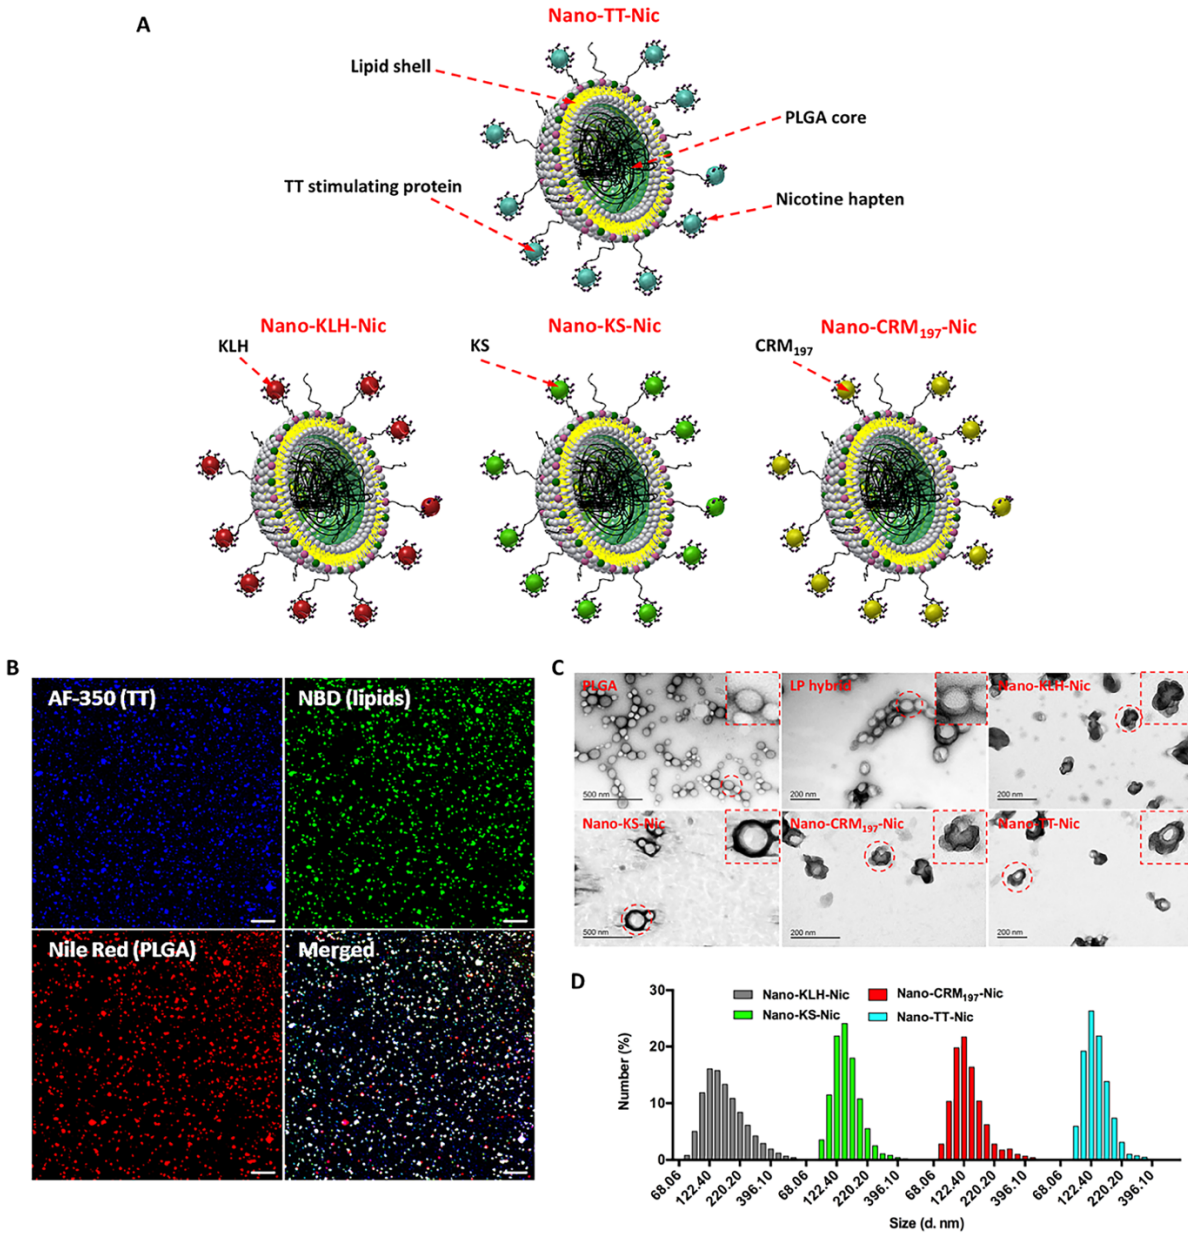 A
Nano-TT-Nic
Lipid shell
PLGA core
TT stimulating protein
Nicotine hapten
Nano-KLH-Nic
Nano-KS-Nic
Nano-CRM₁₉₇-Nic
KLH
KS
CRM₁₉₇
B
AF-350 (TT)
NBD (lipids)
Nile Red (PLGA)
Merged
C
PLGA
LP hybrid
Nano-KLH-Nic
500 nm
200 nm
200 nm
Nano-KS-Nic
Nano-CRM₁₉₇-Nic
Nano-TT-Nic
500 nm
200 nm
200 nm
D
Nano-KLH-Nic
Nano-CRM₁₉₇-Nic
Nano-KS-Nic
Nano-TT-Nic
Number (%)
30
20
10
0
68.06
122.40
220.20
396.10
68.06
122.40
220.20
396.10
68.06
122.40
220.20
396.10
68.06
122.40
220.20
396.10
Size (d. nm)